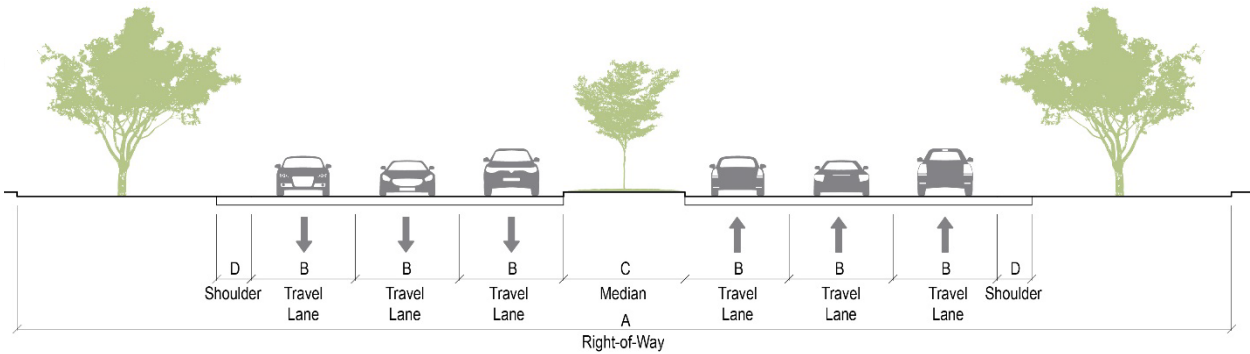 D B B B C B B B D
Shoulder Travel Travel Travel Median Travel Travel Travel Shoulder
Lane Lane Lane Lane Lane Lane
A
Right-of-Way